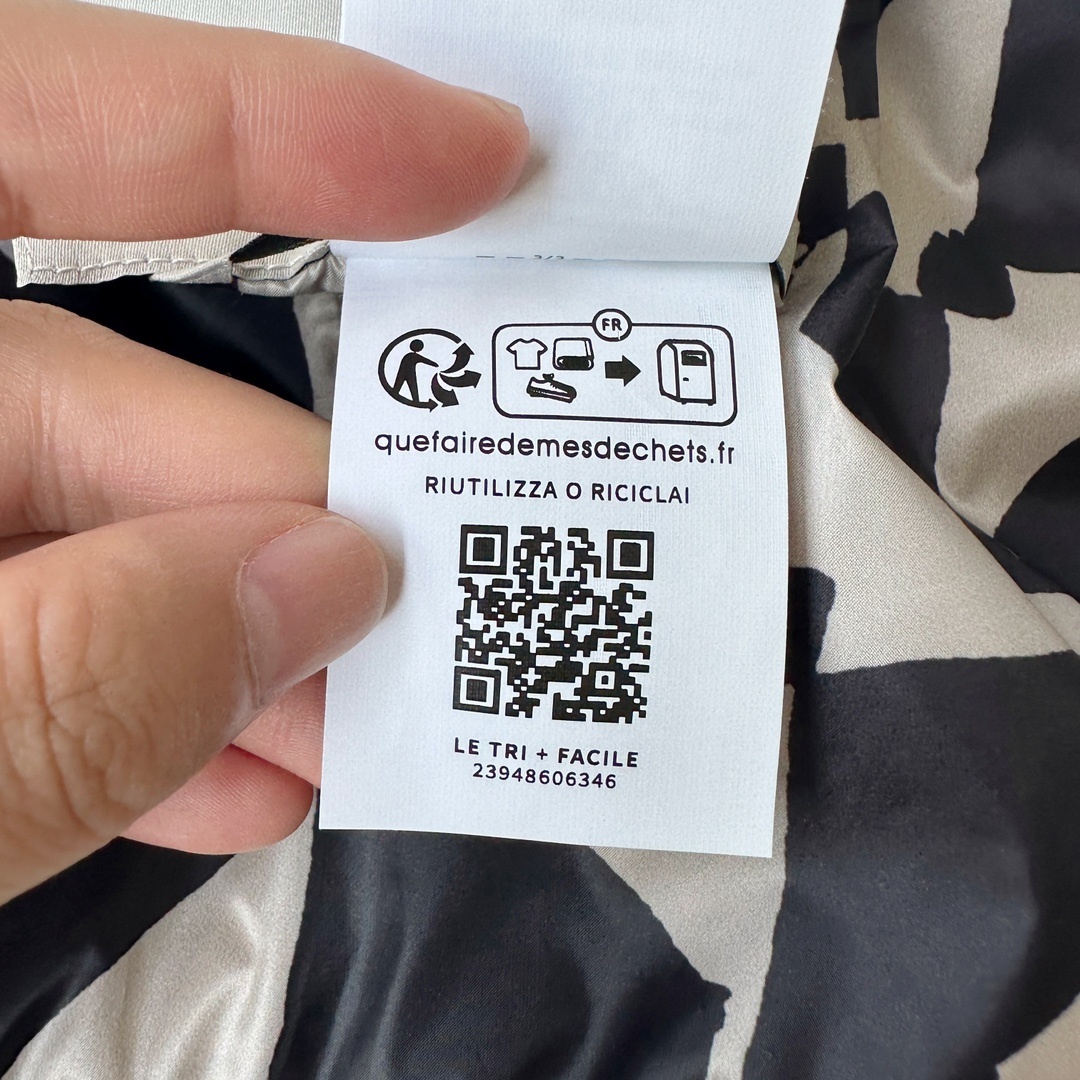 FR
quefairedemesdechets.fr
RIUTILIZZA O RICICLAI
LE TRI + FACILE
23948606346